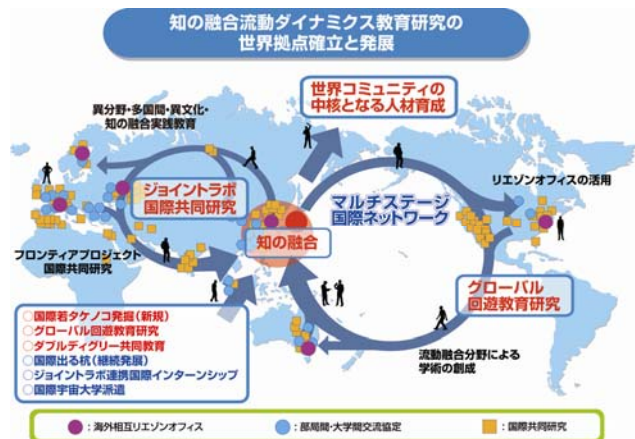 知の融合流動ダイナミクス教育研究の
世界拠点確立と発展
世界コミュニティの
中核となる人材育成
異分野・多国間・異文化・
知の融合実践教育
ジョイントラボ
国際共同研究
マルチステージ
国際ネットワーク
リエゾンオフィスの活用
知の融合
フロンティアプロジェクト
国際共同研究
グローバル
回遊教育研究
○国際若タケノコ発掘(新規)
○グローバル回遊教育研究
○ダブルディグリー共同教育
○国際出る杭(継続発展)
○ジョイントラボ連携国際インターンシップ
○国際宇宙大学派遣
流動融合分野による
学術の創成
:海外相互リエゾンオフィス
:部局間・大学間交流協定
:国際共同研究